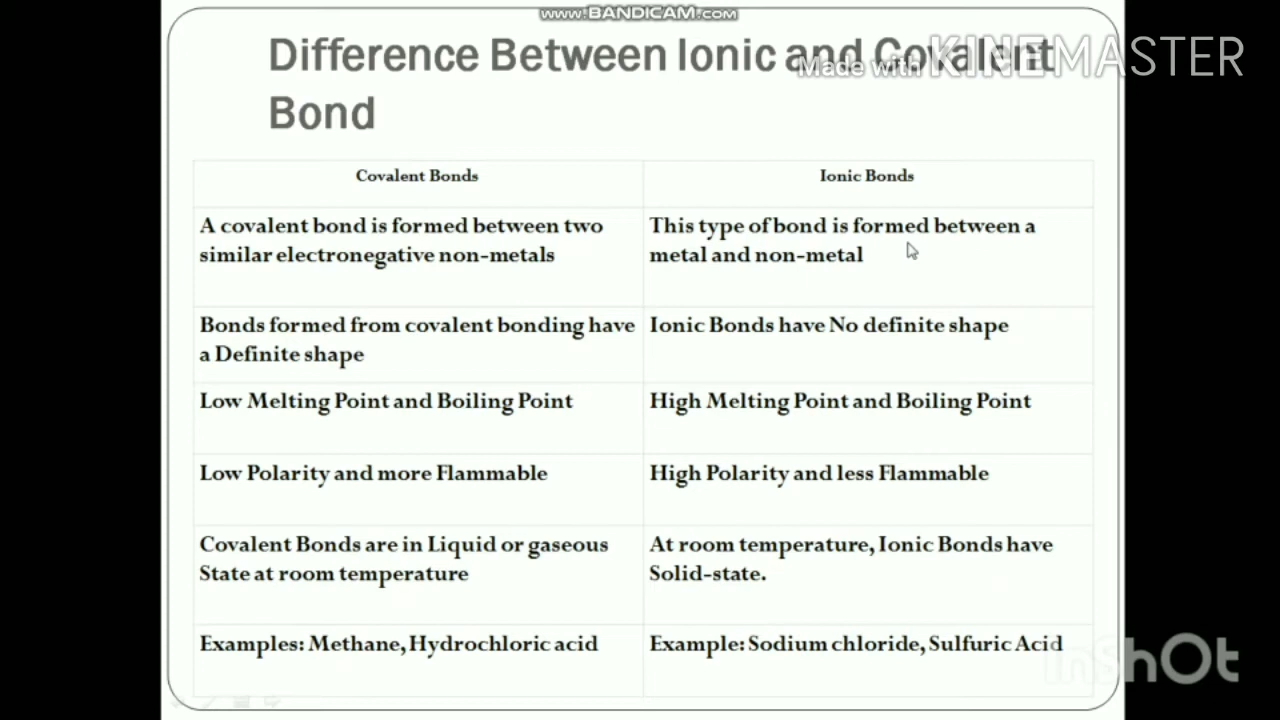 www.BANDICAM.com
Difference Between Ionic and Covalent
Bond
Made with KINEMASTER
Covalent Bonds
Ionic Bonds
A covalent bond is formed between two
similar electronegative non-metals
This type of bond is formed between a
metal and non-metal
Bonds formed from covalent bonding have
a Definite shape
Ionic Bonds have No definite shape
Low Melting Point and Boiling Point
High Melting Point and Boiling Point
Low Polarity and more Flammable
High Polarity and less Flammable
Covalent Bonds are in Liquid or gaseous
State at room temperature
At room temperature, Ionic Bonds have
Solid-state.
Examples: Methane, Hydrochloric acid
Example: Sodium chloride, Sulfuric Acid
InShOt